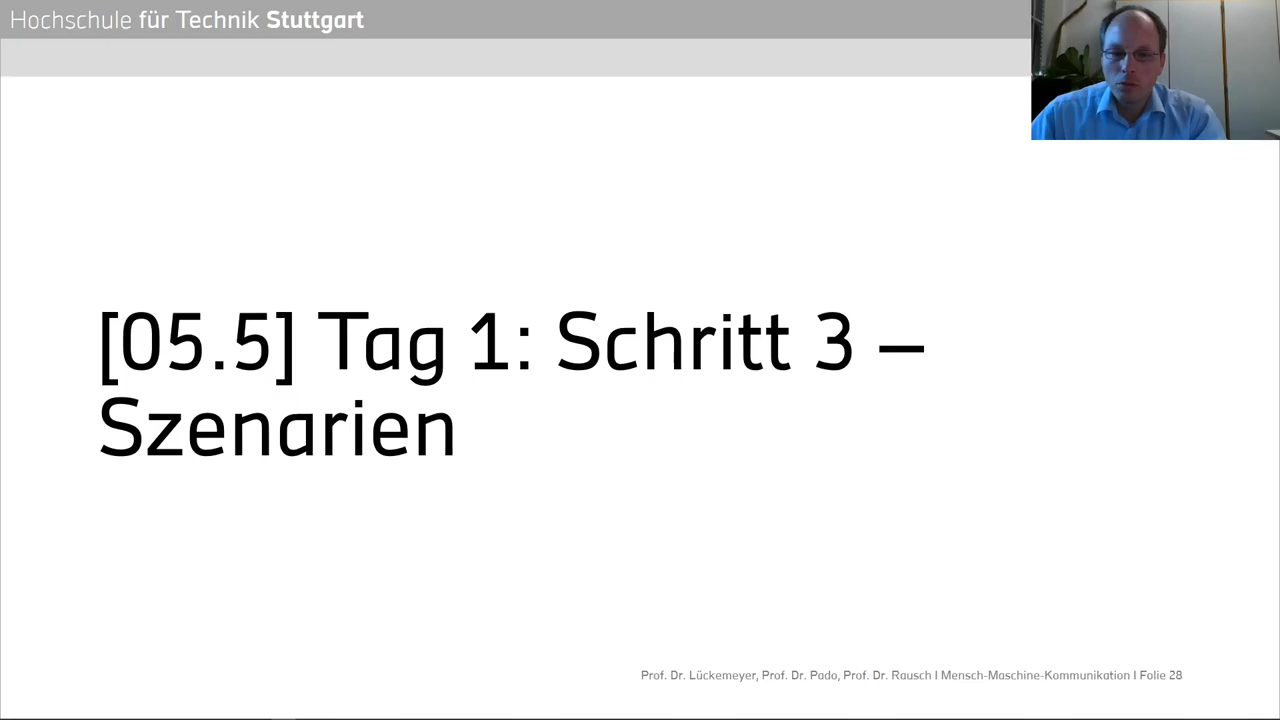 Hochschule für Technik Stuttgart
[05.5] Tag 1: Schritt 3 –
Szenarien
Prof. Dr. Lückemeyer, Prof. Dr. Pado, Prof. Dr. Rausch I Mensch-Maschine-Kommunikation I Folie 28